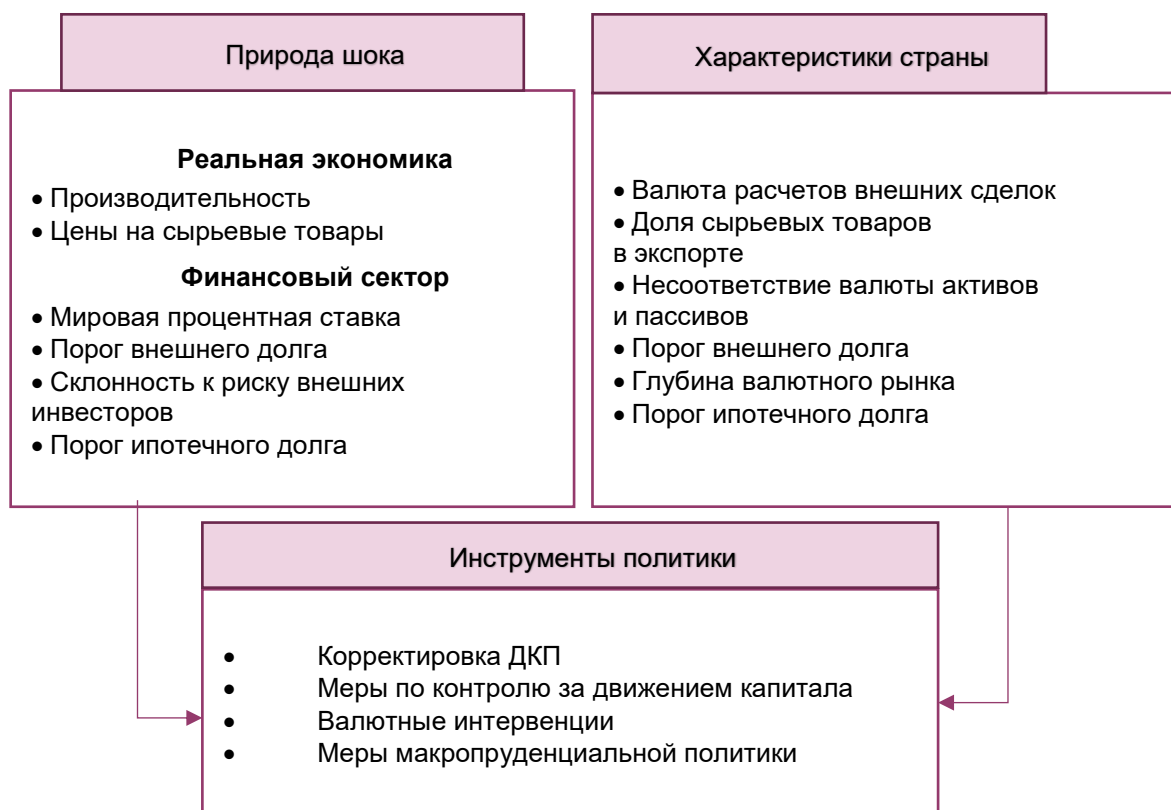 Природа шока
Реальная экономика
• Производительность
• Цены на сырьевые товары
Финансовый сектор
• Мировая процентная ставка
• Порог внешнего долга
• Склонность к риску внешних
инвесторов
• Порог ипотечного долга
Характеристики страны
• Валюта расчетов внешних сделок
• Доля сырьевых товаров
в экспорте
• Несоответствие валюты активов
и пассивов
• Порог внешнего долга
• Глубина валютного рынка
• Порог ипотечного долга
Инструменты политики
• Корректировка ДКП
• Меры по контролю за движением капитала
• Валютные интервенции
• Меры макропруденциальной политики